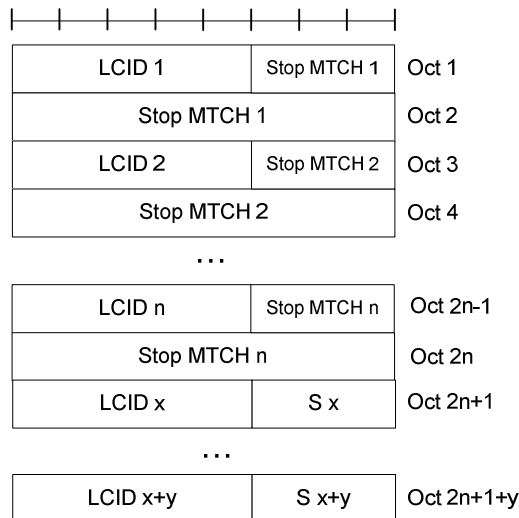 LCID 1 Stop MTCH 1 Oct 1
Stop MTCH 1 Oct 2
LCID 2 Stop MTCH 2 Oct 3
Stop MTCH 2 Oct 4
...
LCID n Stop MTCH n Oct 2n-1
Stop MTCH n Oct 2n
LCID x S x Oct 2n+1
...
LCID x+y S x+y Oct 2n+1+y